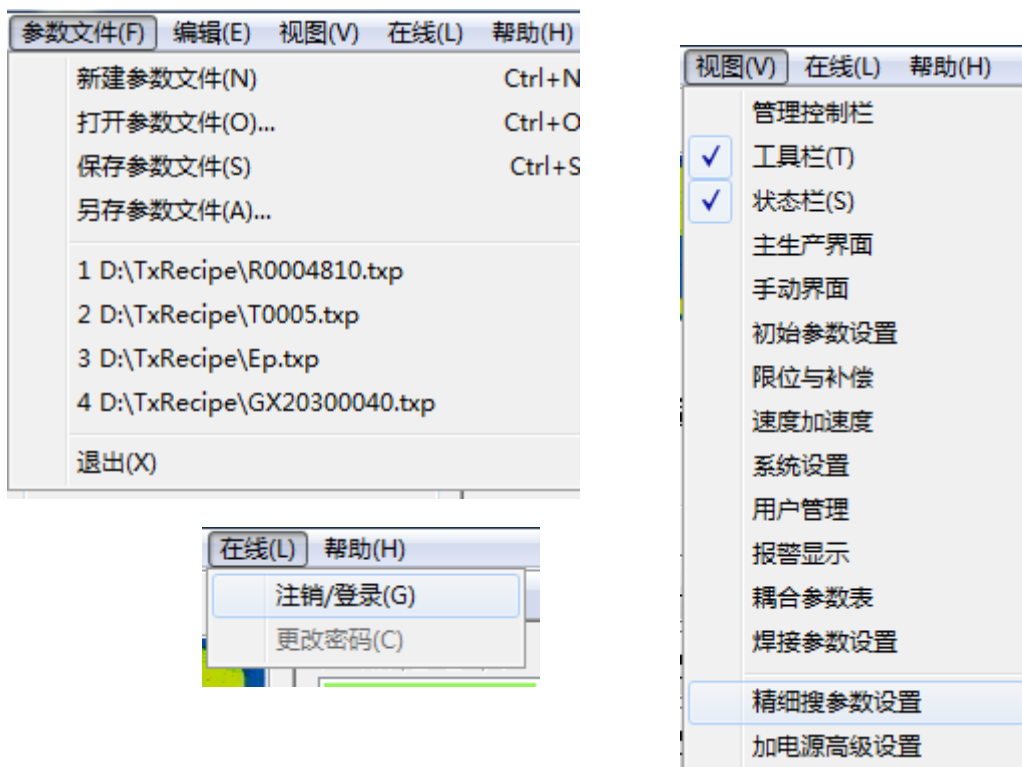 参数文件(F) 编辑(E) 视图(V) 在线(L) 帮助(H)
新建参数文件(N) Ctrl+N
打开参数文件(O)... Ctrl+O
保存参数文件(S) Ctrl+S
另存参数文件(A)...
1 D:\TxRecipe\R0004810.txp
2 D:\TxRecipe\T0005.txp
3 D:\TxRecipe\Ep.txp
4 D:\TxRecipe\GX20300040.txp
退出(X)
在线(L) 帮助(H)
注销/登录(G)
更改密码(C)
视图(V) 在线(L) 帮助(H)
管理控制栏
工具栏(T)
状态栏(S)
主生产界面
手动界面
初始参数设置
限位与补偿
速度加速度
系统设置
用户管理
报警显示
耦合参数表
焊接参数设置
精细搜参数设置
加电源高级设置